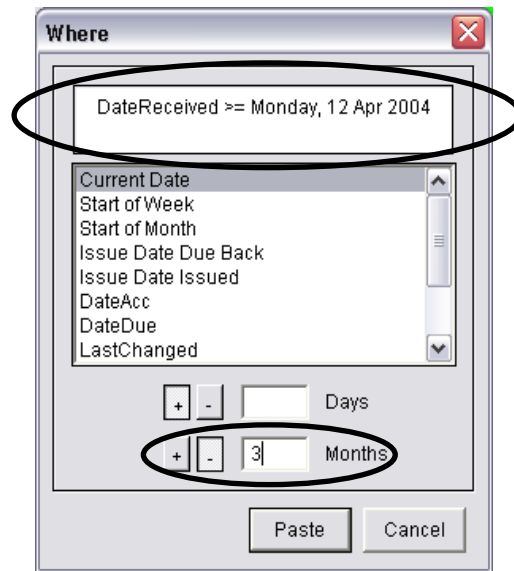 Where
DateReceived >= Monday, 12 Apr 2004
Current Date
Start of Week
Start of Month
Issue Date Due Back
Issue Date Issued
DateAcc
DateDue
LastChanged
+ - Days
+ - 3 Months
Paste Cancel